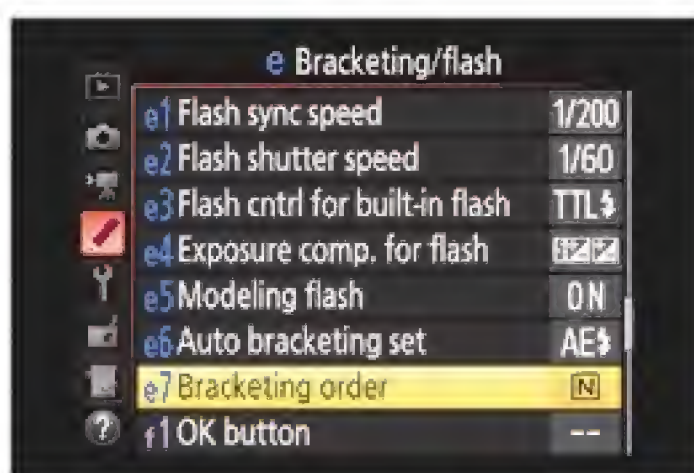 e Bracketing/flash
e1 Flash sync speed 1/200
e2 Flash shutter speed 1/60
e3 Flash cntrl for built-in flash TTL
e4 Exposure comp. for flash
e5 Modeling flash ON
e6 Auto bracketing set AE
e7 Bracketing order N
f1 OK button --
?